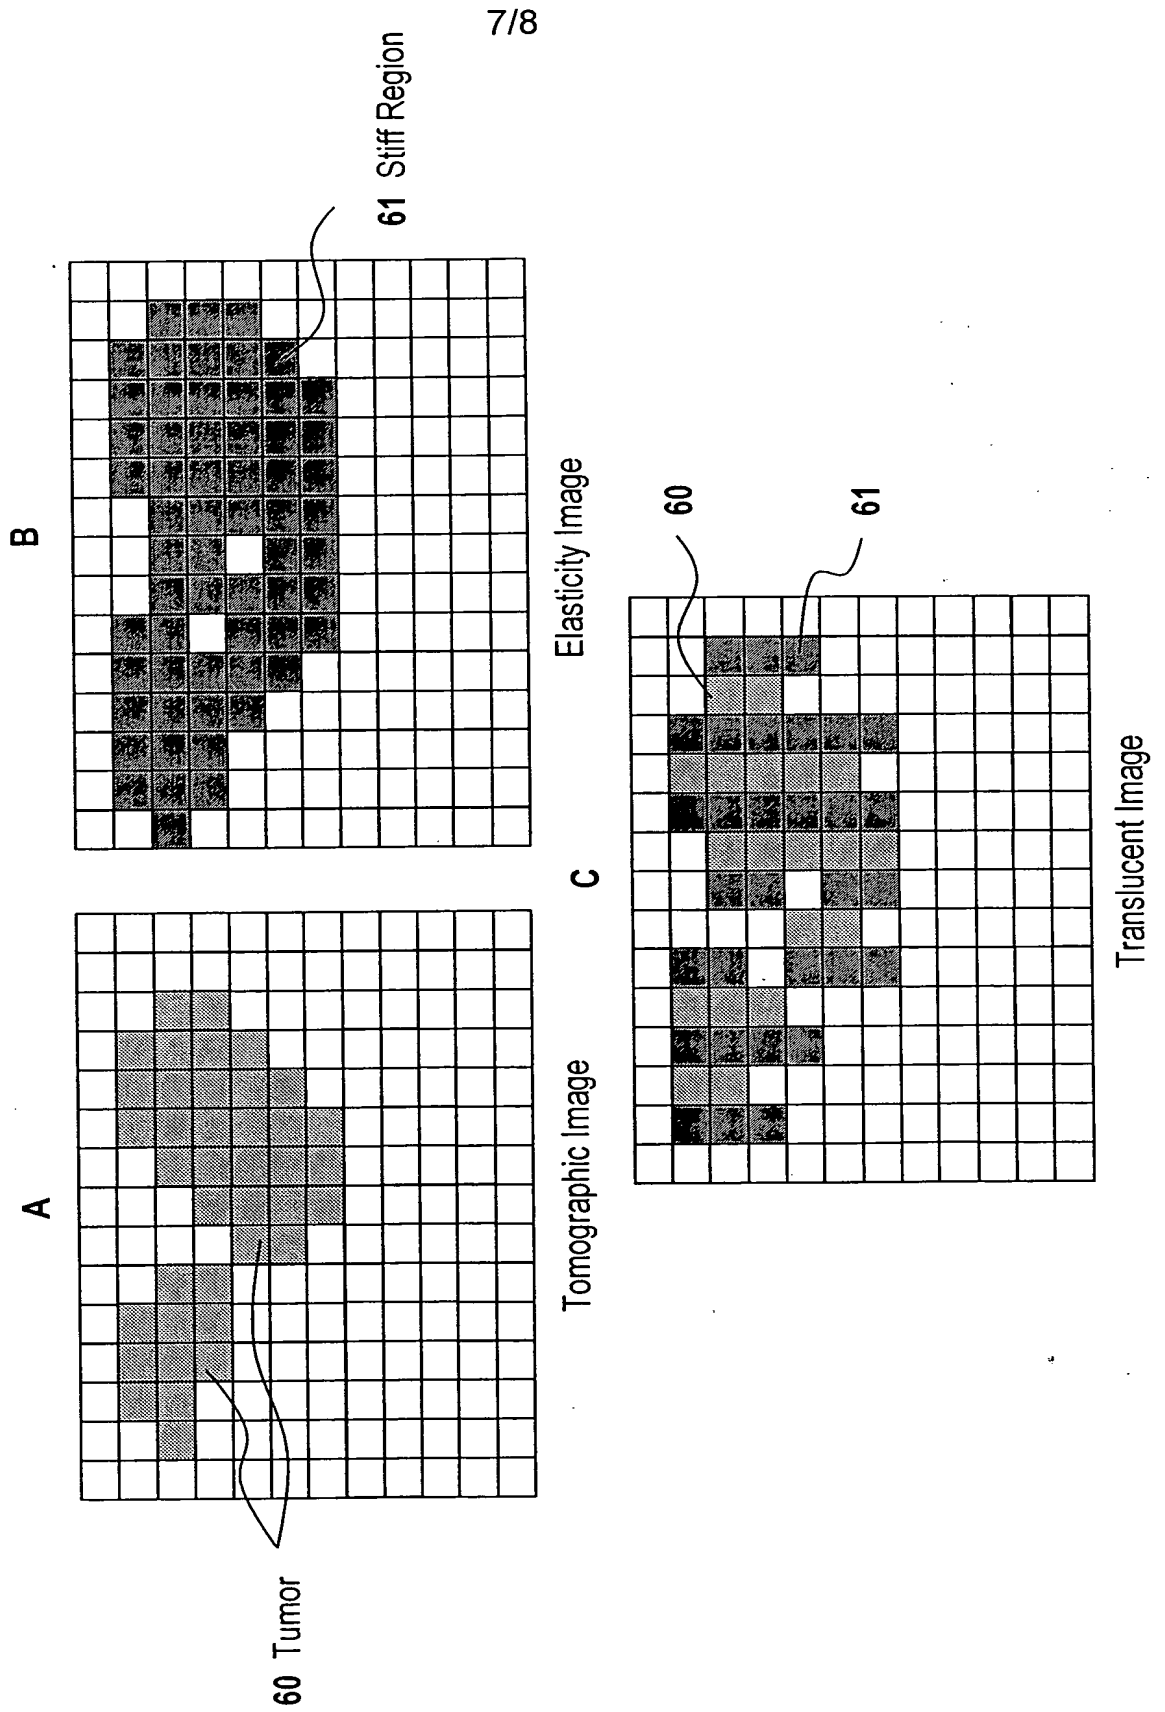 7/8
A
60 Tumor
Tomographic Image
B
61 Stiff Region
Elasticity Image
C
60
61
Translucent Image